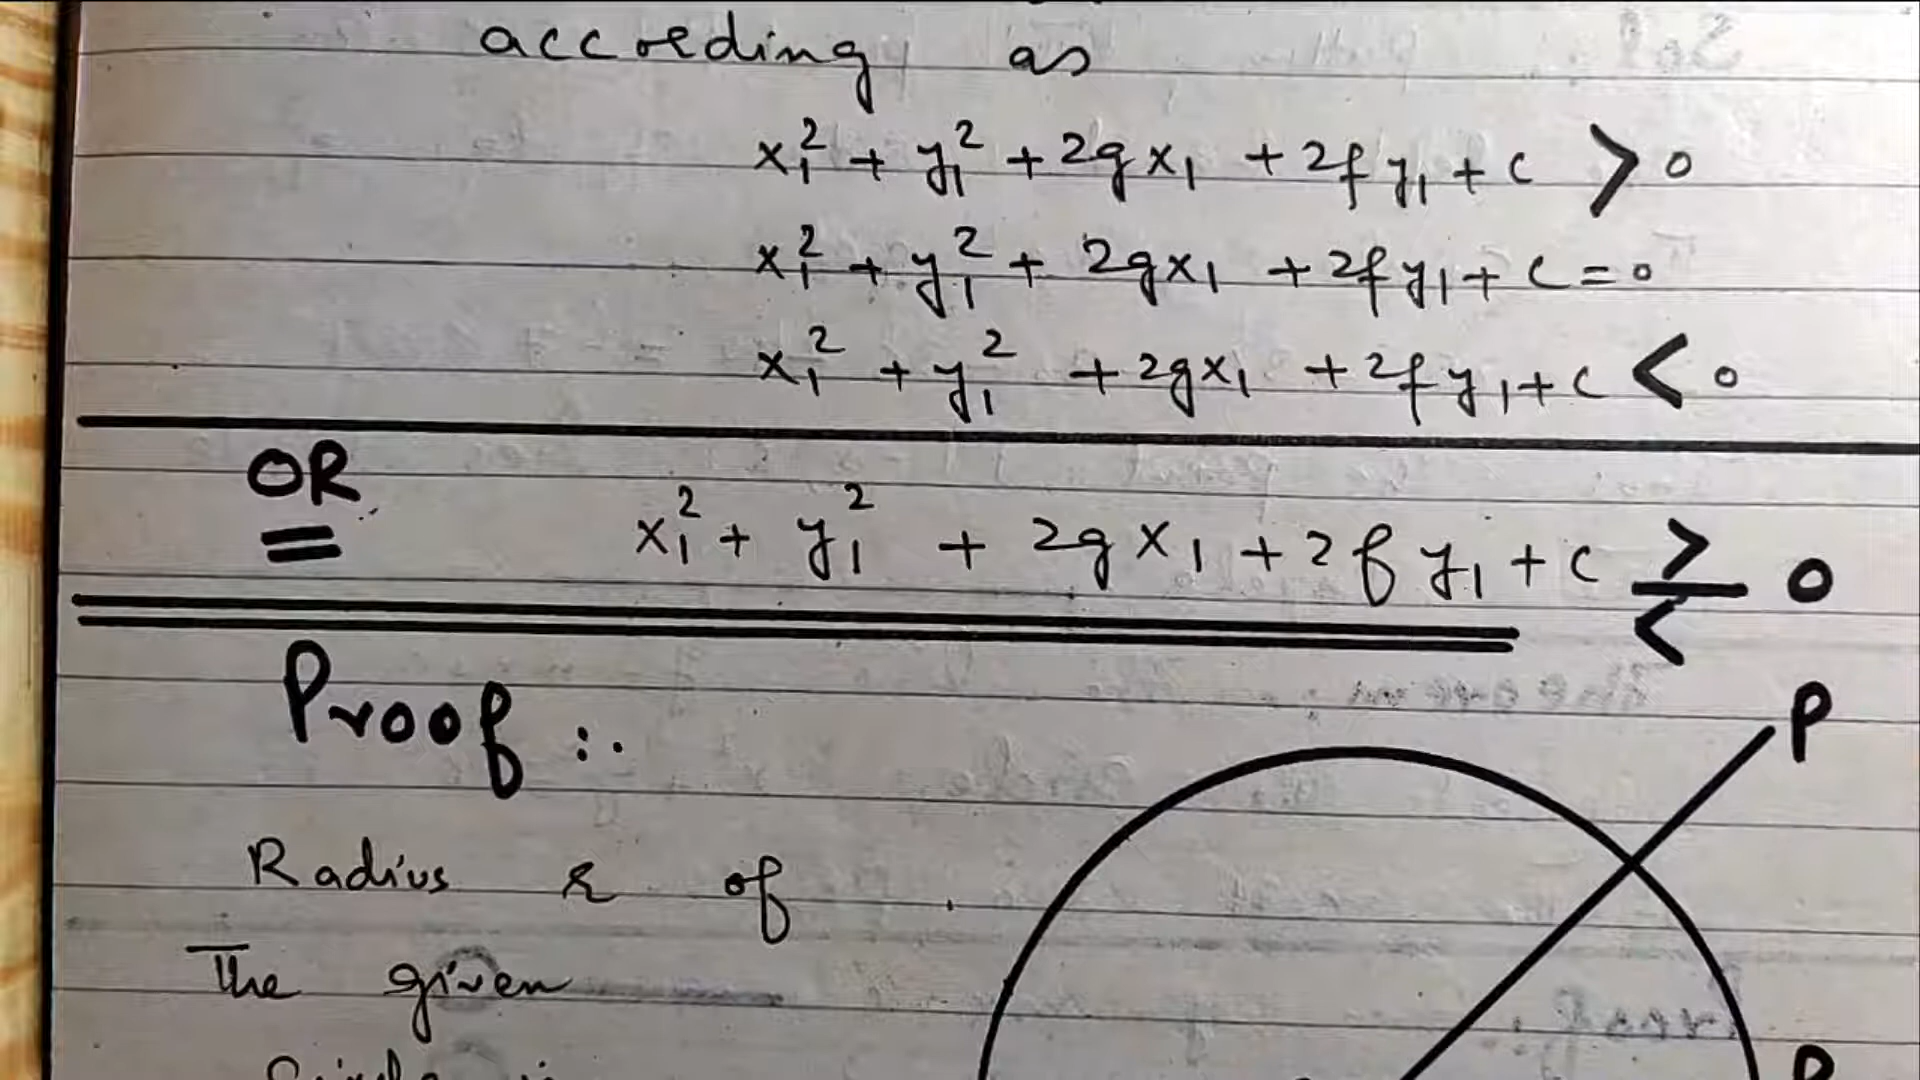 according as
x₁² + y₁² + 2gx₁ + 2fy₁ + c > 0
x₁² + y₁² + 2gx₁ + 2fy₁ + c = 0
x₁² + y₁² + 2gx₁ + 2fy₁ + c < 0
OR x₁² + y₁² + 2gx₁ + 2fy₁ + c ⪌ 0
Proof :.
P
Radius r of
The given